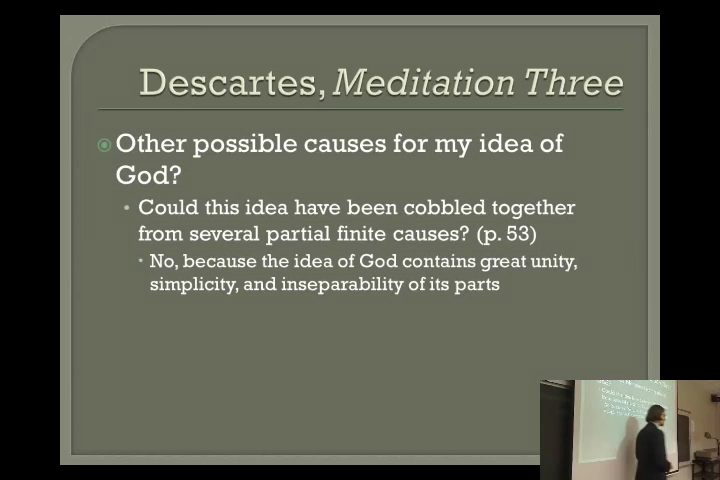 Descartes, Meditation Three
Other possible causes for my idea of
God?
Could this idea have been cobbled together
from several partial finite causes? (p. 53)
No, because the idea of God contains great unity,
simplicity, and inseparability of its parts